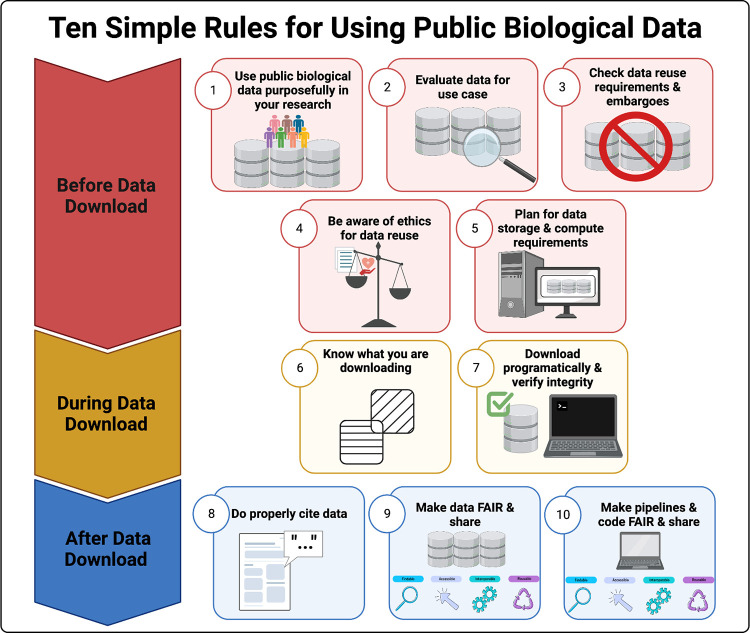 Ten Simple Rules for Using Public Biological Data
Before Data
Download
1
Use public biological
data purposefully in
your research
2
Evaluate data for
use case
3
Check data reuse
requirements &
embargoes
4
Be aware of ethics
for data reuse
5
Plan for data
storage & compute
requirements
During Data
Download
6
Know what you are
downloading
7
Download
programatically &
verify integrity
>_
After Data
Download
8
Do properly cite data
"..."
9
Make data FAIR &
share
Findable
Accessible
Interoperable
Reusable
10
Make pipelines &
code FAIR & share
Findable
Accessible
Interoperable
Reusable